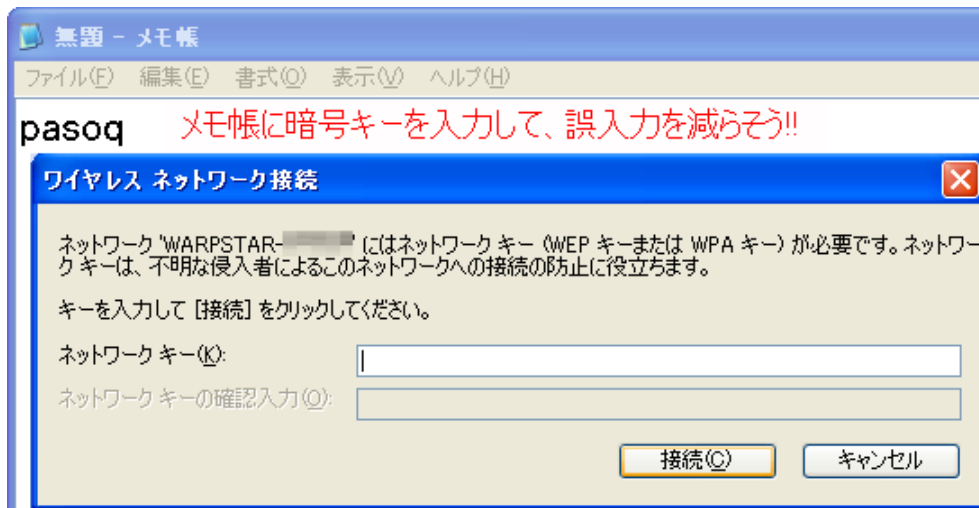 無題 - メモ帳
ファイル(F) 編集(E) 書式(O) 表示(V) ヘルプ(H)
pasoq メモ帳に暗号キーを入力して、誤入力を減らそう!!
ワイヤレス ネットワーク接続
ネットワーク 'WARPSTAR- ' にはネットワーク キー (WEP キーまたは WPA キー) が必要です。ネットワー
ク キーは、不明な侵入者によるこのネットワークへの接続の防止に役立ちます。
キーを入力して [接続] をクリックしてください。
ネットワーク キー(K):
ネットワーク キーの確認入力(O):
接続(C) キャンセル